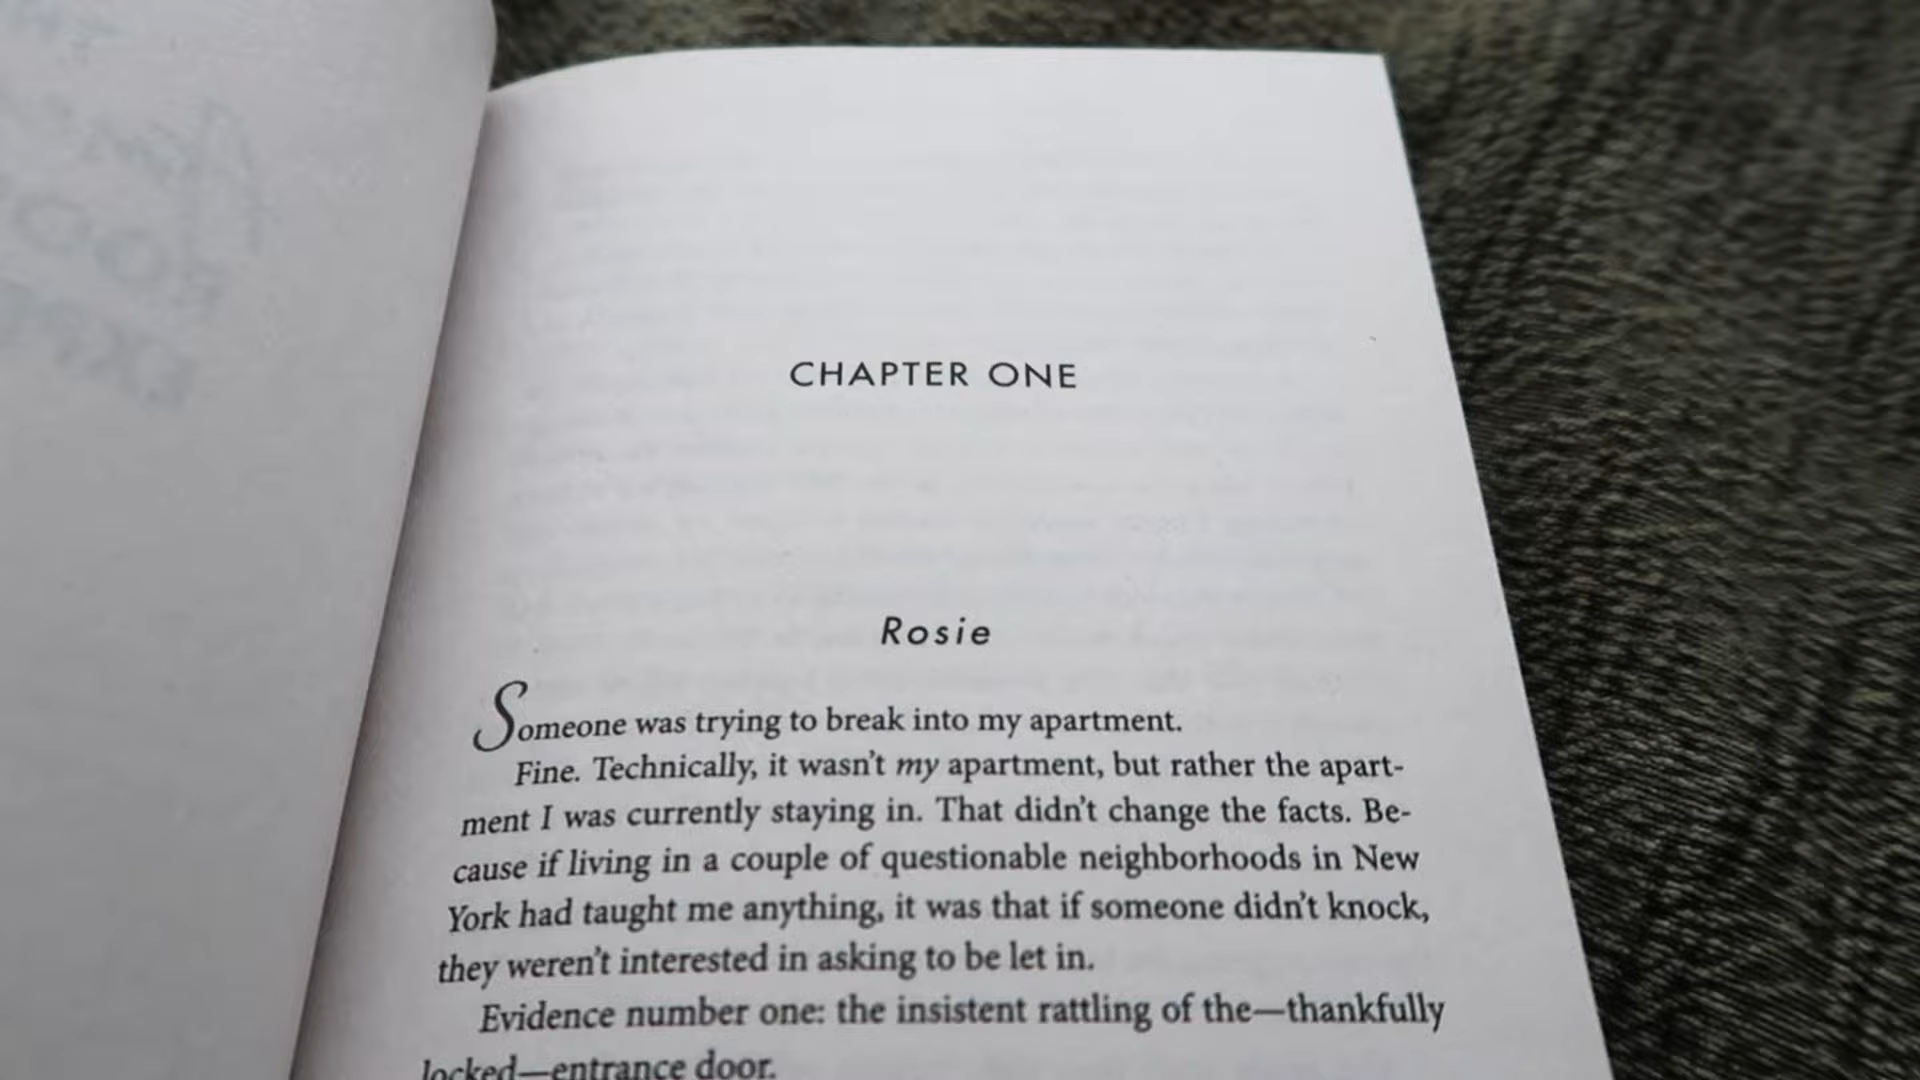 CHAPTER ONE
Rosie
Someone was trying to break into my apartment.
Fine. Technically, it wasn't my apartment, but rather the apart-
ment I was currently staying in. That didn't change the facts. Be-
cause if living in a couple of questionable neighborhoods in New
York had taught me anything, it was that if someone didn't knock,
they weren't interested in asking to be let in.
Evidence number one: the insistent rattling of the—thankfully
locked—entrance door.